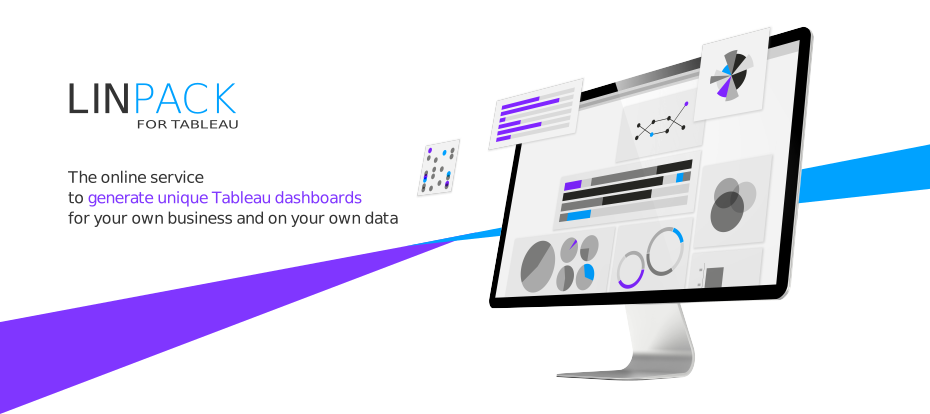 LINPACK
FOR TABLEAU
The online service
to generate unique Tableau dashboards
for your own business and on your own data